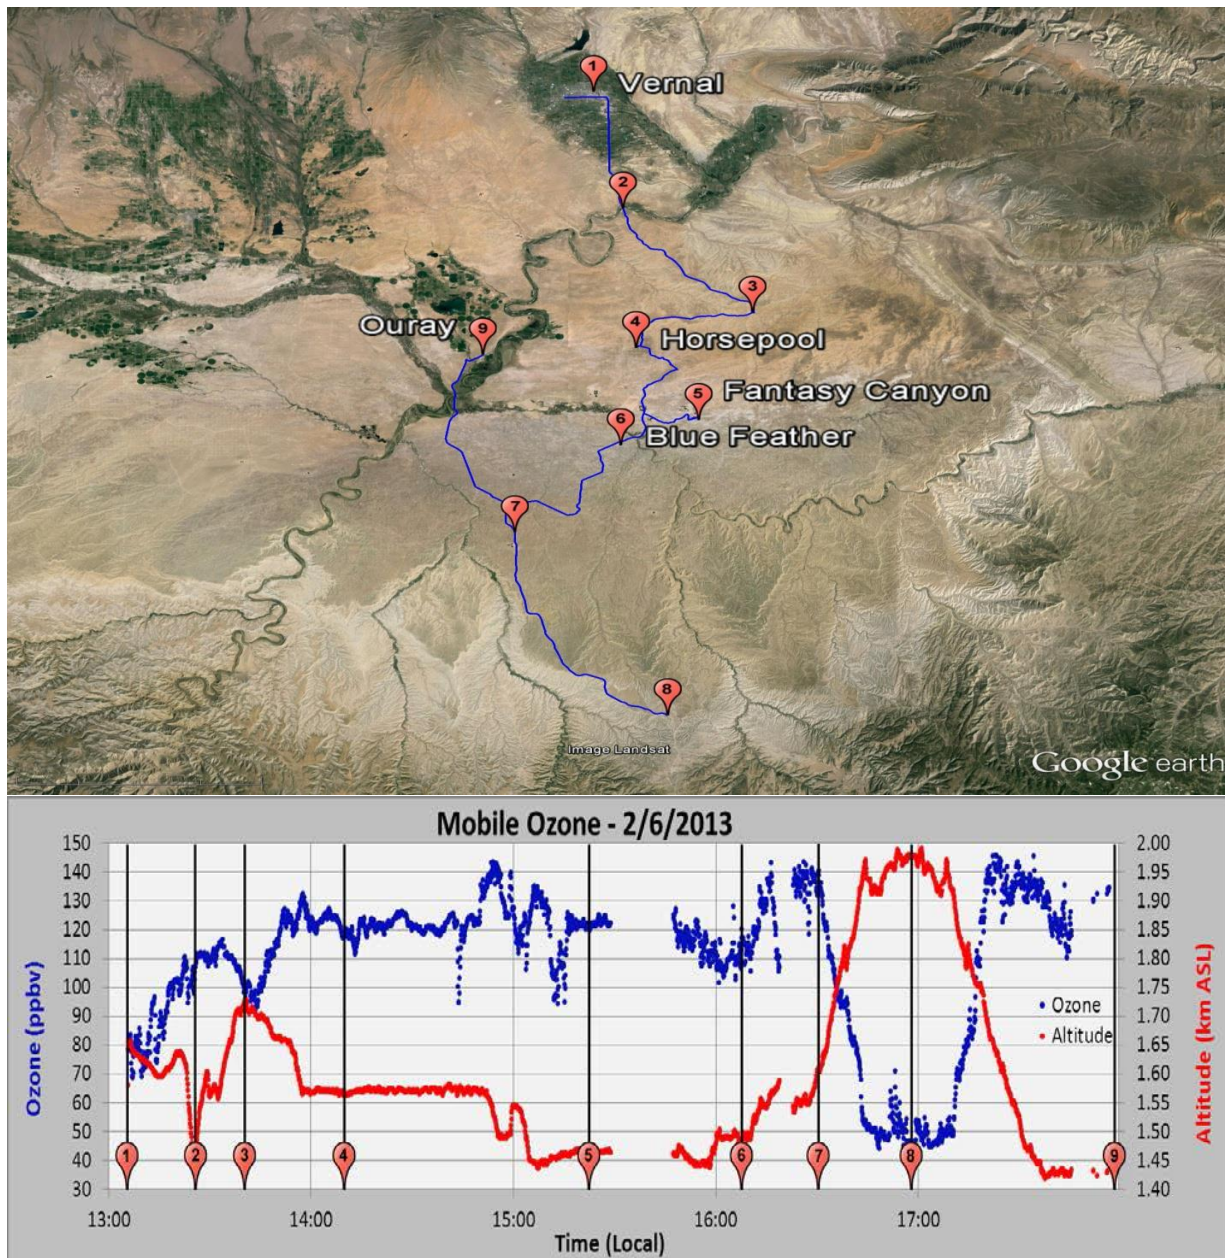 1 Vernal
2
3
4 Horsepool
Ouray 9
5 Fantasy Canyon
6 Blue Feather
7
8
Image Landsat
Google earth
Mobile Ozone - 2/6/2013
150
140
130
120
110
100
90
80
70
60
50
40
30
Ozone (ppbv)
2.00
1.95
1.90
1.85
1.80
1.75
1.70
1.65
1.60
1.55
1.50
1.45
1.40
Altitude (km ASL)
Ozone
Altitude
1 2 3 4 5 6 7 8 9
13:00 14:00 15:00 16:00 17:00
Time (Local)